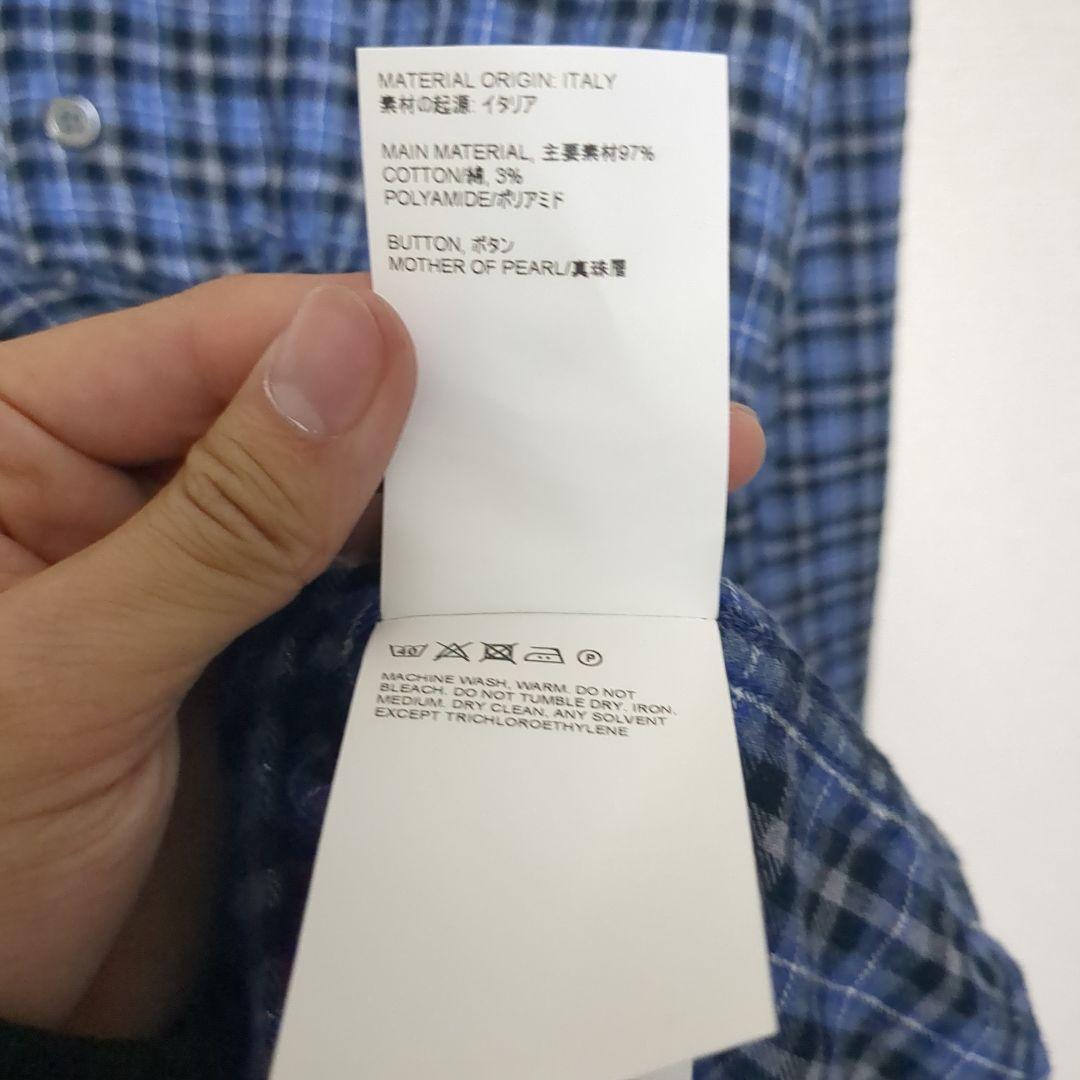 MATERIAL ORIGIN: ITALY
素材の起源: イタリア
MAIN MATERIAL, 主要素材97%
COTTON/綿, 3%
POLYAMIDE/ポリアミド
BUTTON, ボタン
MOTHER OF PEARL/真珠層
40 P
MACHINE WASH, WARM. DO NOT
BLEACH. DO NOT TUMBLE DRY. IRON,
MEDIUM. DRY CLEAN, ANY SOLVENT
EXCEPT TRICHLOROETHYLENE